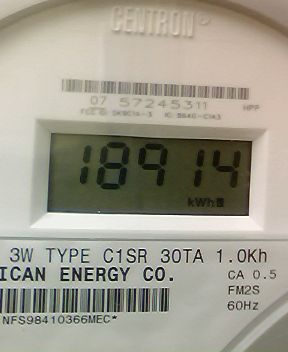 CENTRON
07 57245311 HPP
18914
kWh
3W TYPE C1SR 30TA 1.0Kh
ICAN ENERGY CO. CA 0.5
FM2S
60Hz
NFS98410366MEC*